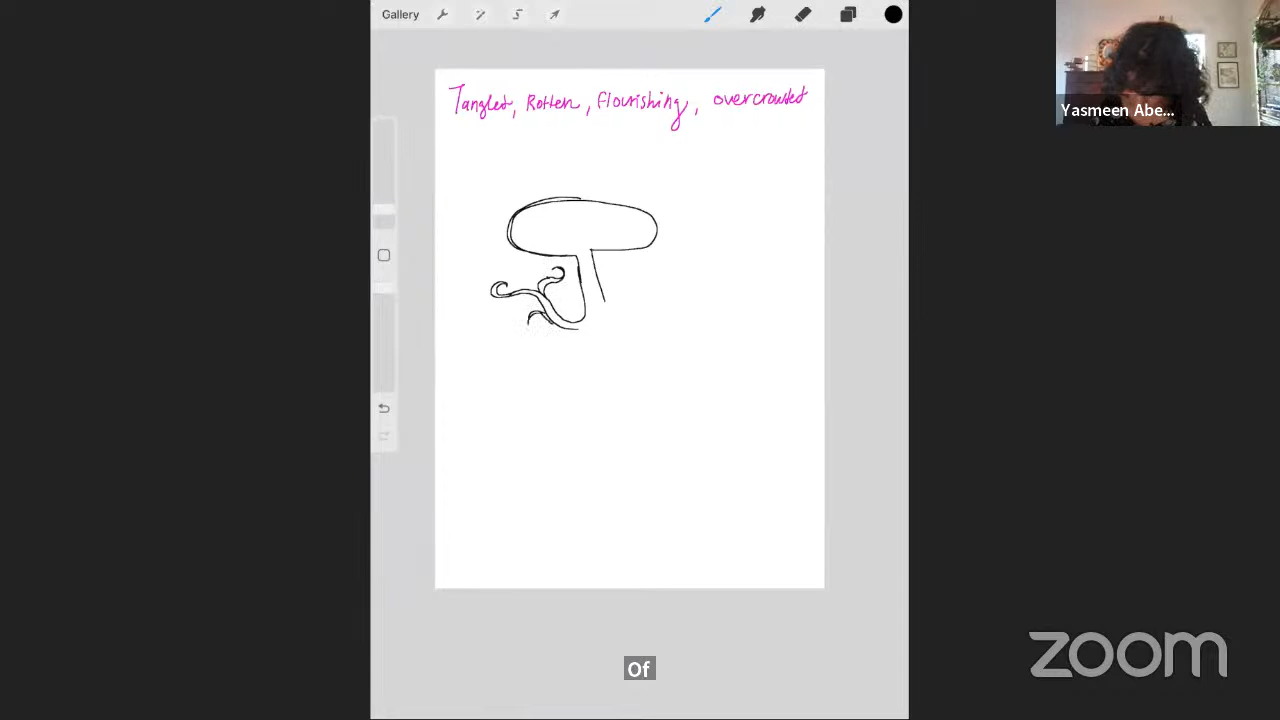 Gallery
Tangled, Rotten, flourishing, overcrowded
Yasmeen Abe...
zoom
Of